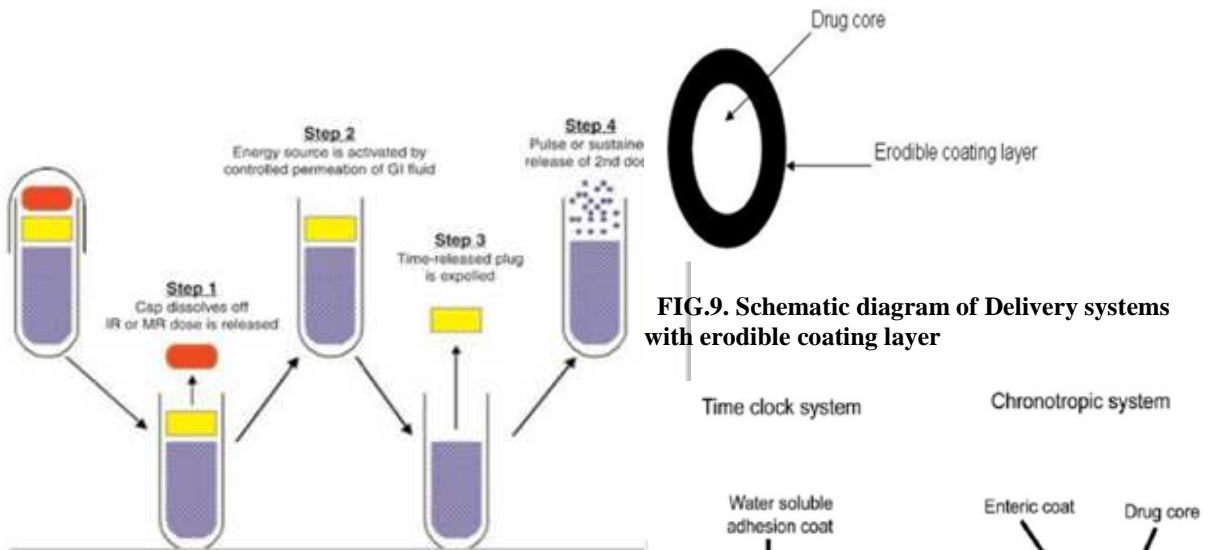 Step 1
Cap dissolves off
IR or MR dose is released
Step 2
Energy source is activated by
controlled permeation of GI fluid
Step 3
Time-released plug
is expelled
Step 4
Pulse or sustaine
release of 2nd dos
Drug core
Erodible coating layer
FIG.9. Schematic diagram of Delivery systems
with erodible coating layer
Time clock system
Chronotropic system
Water soluble
adhesion coat
Enteric coat
Drug core